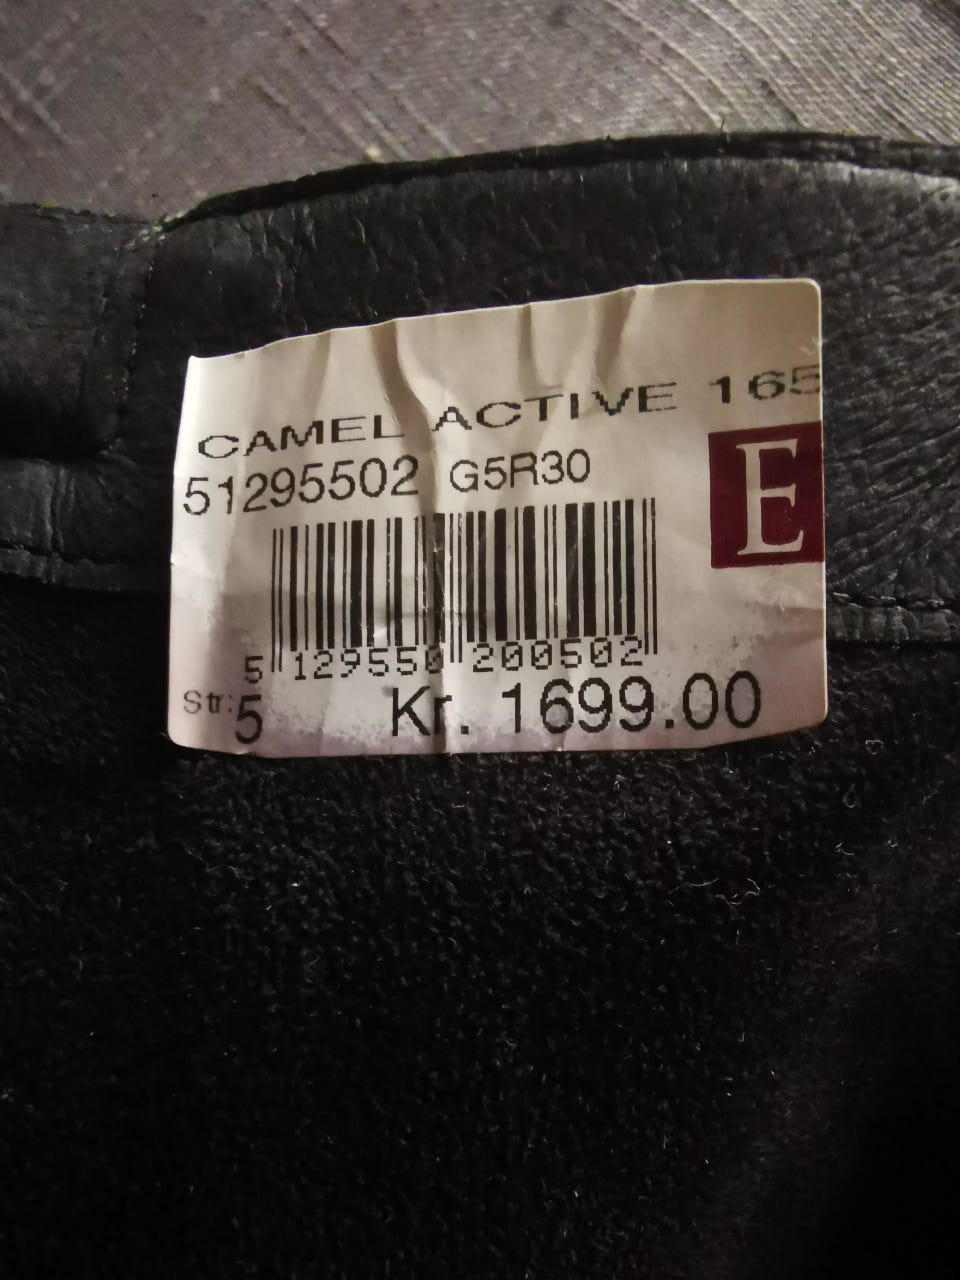 CAMEL ACTIVE 165
51295502 G5R30
E
5 129550 200502
Str: 5 Kr. 1699.00